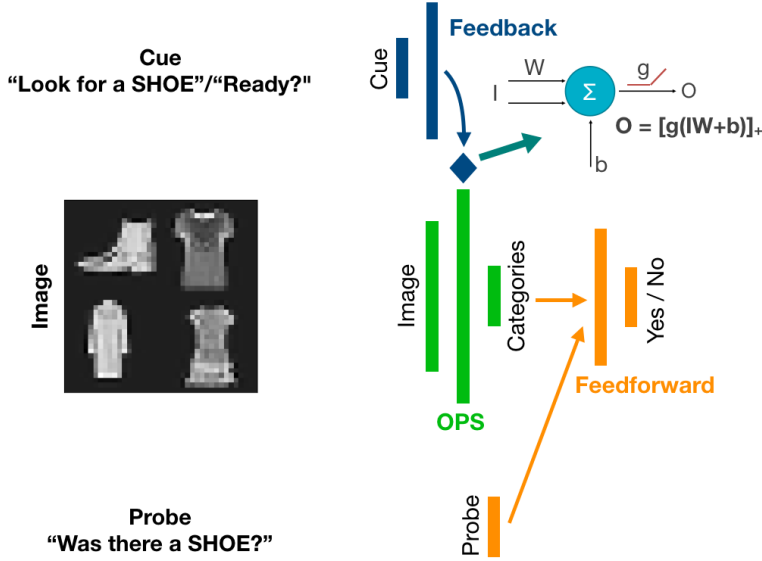 Cue
“Look for a SHOE”/“Ready?"
Cue
Feedback
W
I
Σ
g
O
O = [g(IW+b)]₊
b
Image
Image
OPS
Categories
Yes / No
Feedforward
Probe
“Was there a SHOE?”
Probe